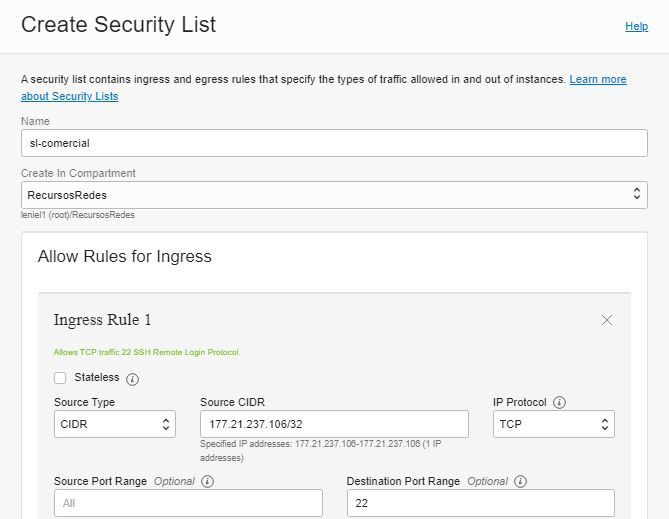 Create Security List
Help
A security list contains ingress and egress rules that specify the types of traffic allowed in and out of instances. Learn more
about Security Lists
Name
sl-comercial
Create In Compartment
RecursosRedes
leniel1 (root)/RecursosRedes
Allow Rules for Ingress
Ingress Rule 1
Allows TCP traffic 22 SSH Remote Login Protocol
Stateless
Source Type
Source CIDR
IP Protocol
CIDR
177.21.237.106/32
TCP
Specified IP addresses: 177.21.237.106-177.21.237.106 (1 IP
addresses)
Source Port Range Optional
Destination Port Range Optional
All
22